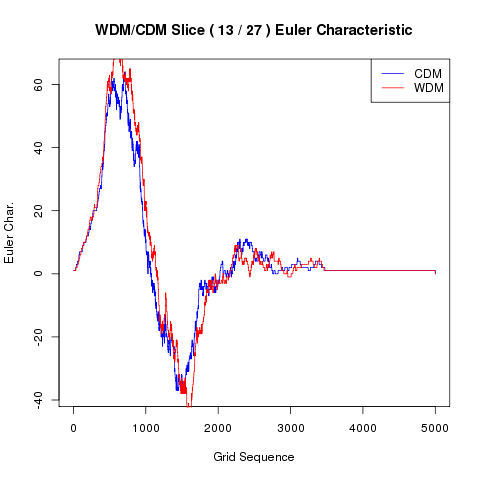 WDM/CDM Slice ( 13 / 27 ) Euler Characteristic
CDM
WDM
Euler Char.
60
40
20
0
-20
-40
0 1000 2000 3000 4000 5000
Grid Sequence